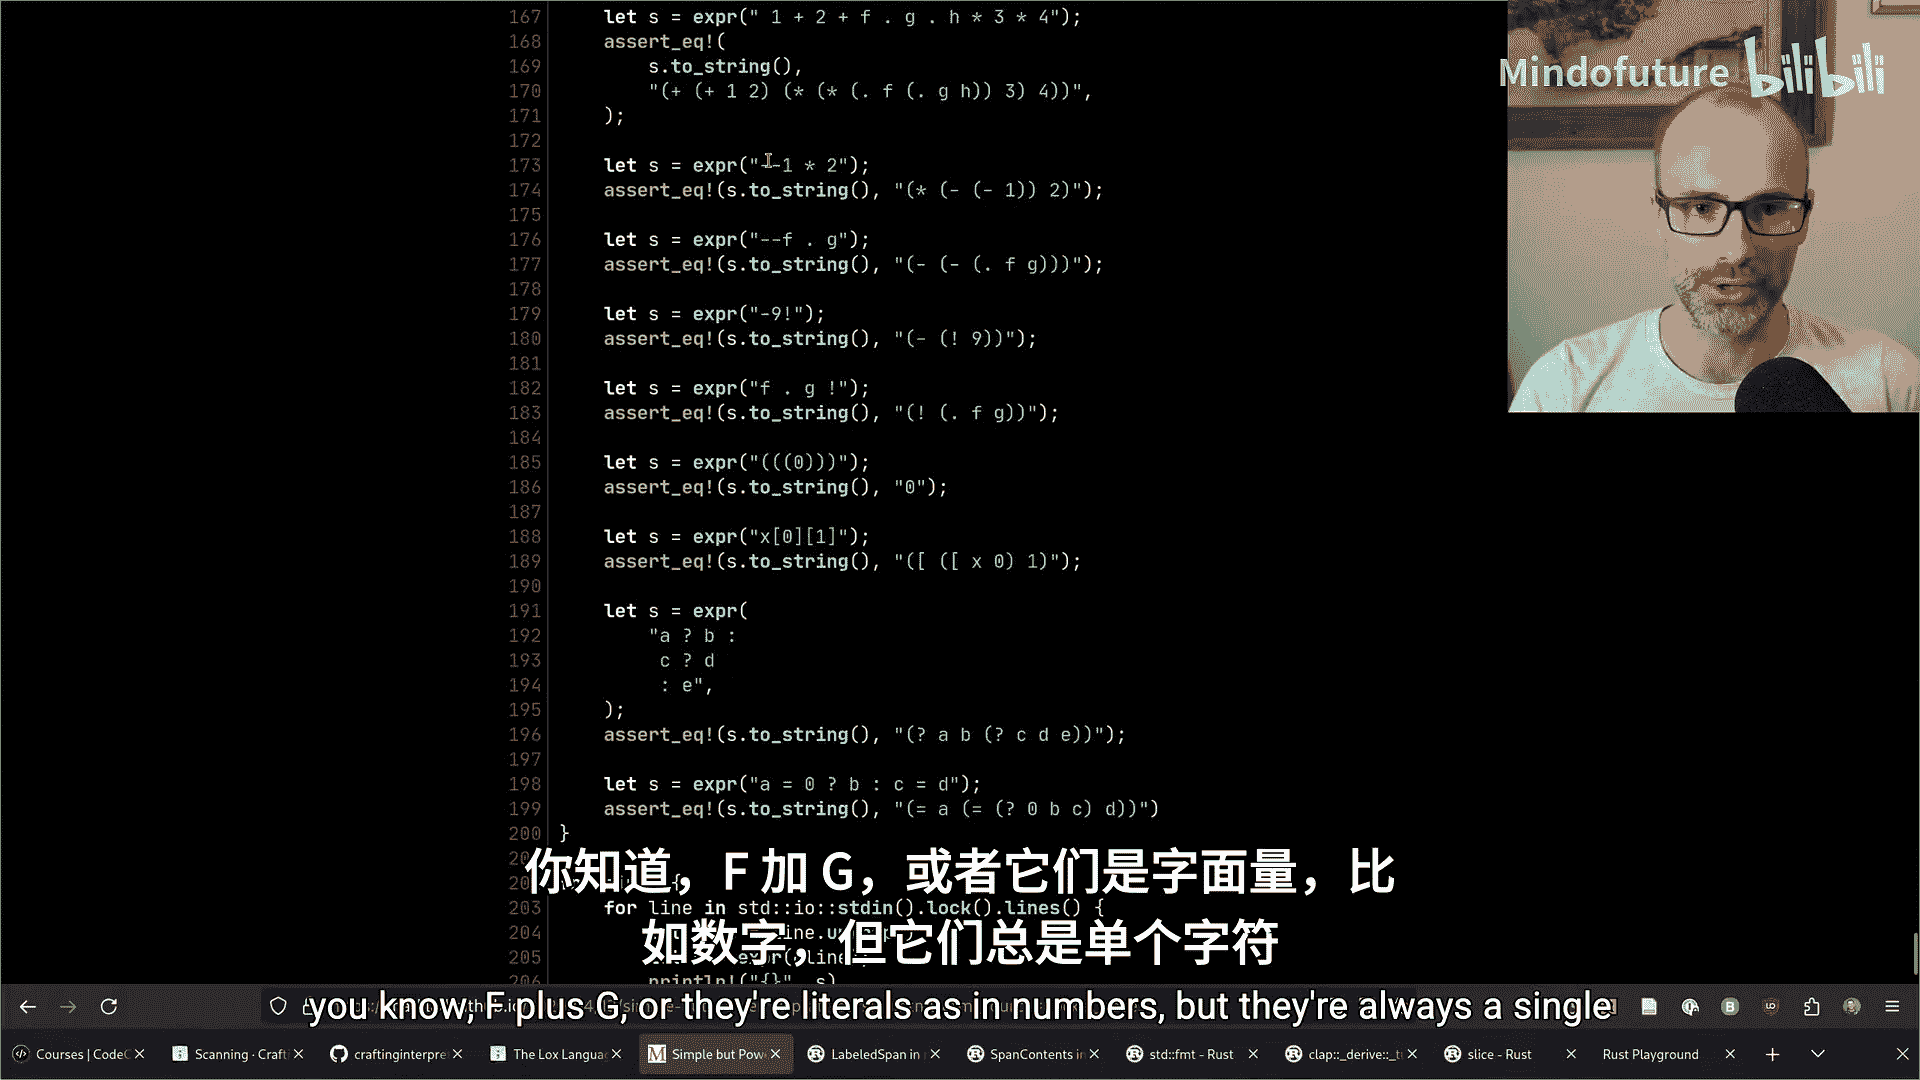 167 let s = expr(" 1 + 2 + f . g . h * 3 * 4");
168 assert_eq!(
169 s.to_string(),
170 "(+ (+ 1 2) (* (* (. f (. g h)) 3) 4))",
171 );
172
173 let s = expr("--1 * 2");
174 assert_eq!(s.to_string(), "(* (- (- 1)) 2)");
175
176 let s = expr("--f . g");
177 assert_eq!(s.to_string(), "(- (- (. f g)))");
178
179 let s = expr("-9!");
180 assert_eq!(s.to_string(), "(- (! 9))");
181
182 let s = expr("f . g !");
183 assert_eq!(s.to_string(), "(! (. f g))");
184
185 let s = expr("(((0)))");
186 assert_eq!(s.to_string(), "0");
187
188 let s = expr("x[0][1]");
189 assert_eq!(s.to_string(), "([ ([ x 0) 1)");
190
191 let s = expr(
192 "a ? b :
193 c ? d
194 : e",
195 );
196 assert_eq!(s.to_string(), "(? a b (? c d e))");
197
198 let s = expr("a = 0 ? b : c = d");
199 assert_eq!(s.to_string(), "(= a (= (? 0 b c) d))")
200 }
203 for line in std::io::stdin().lock().lines() {
204
205
206 println!("{}", s)
Mindofuture bilibili
你知道，F 加 G，或者它们是字面量，比
如数字，但它们总是单个字符
you know, F plus G, or they're literals as in numbers, but they're always a single
Courses | Code
Scanning · Craft
craftinginterpre
The Lox Langua
Simple but Pow
LabeledSpan in
SpanContents in
std::fmt - Rust
clap::_derive::_t
slice - Rust
Rust Playground